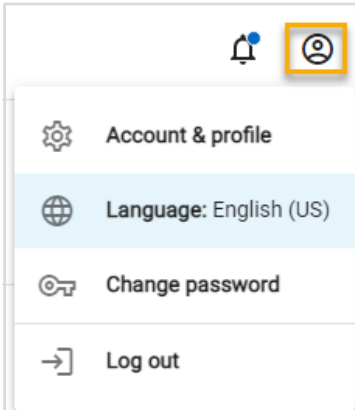 Account & profile
Language: English (US)
Change password
Log out